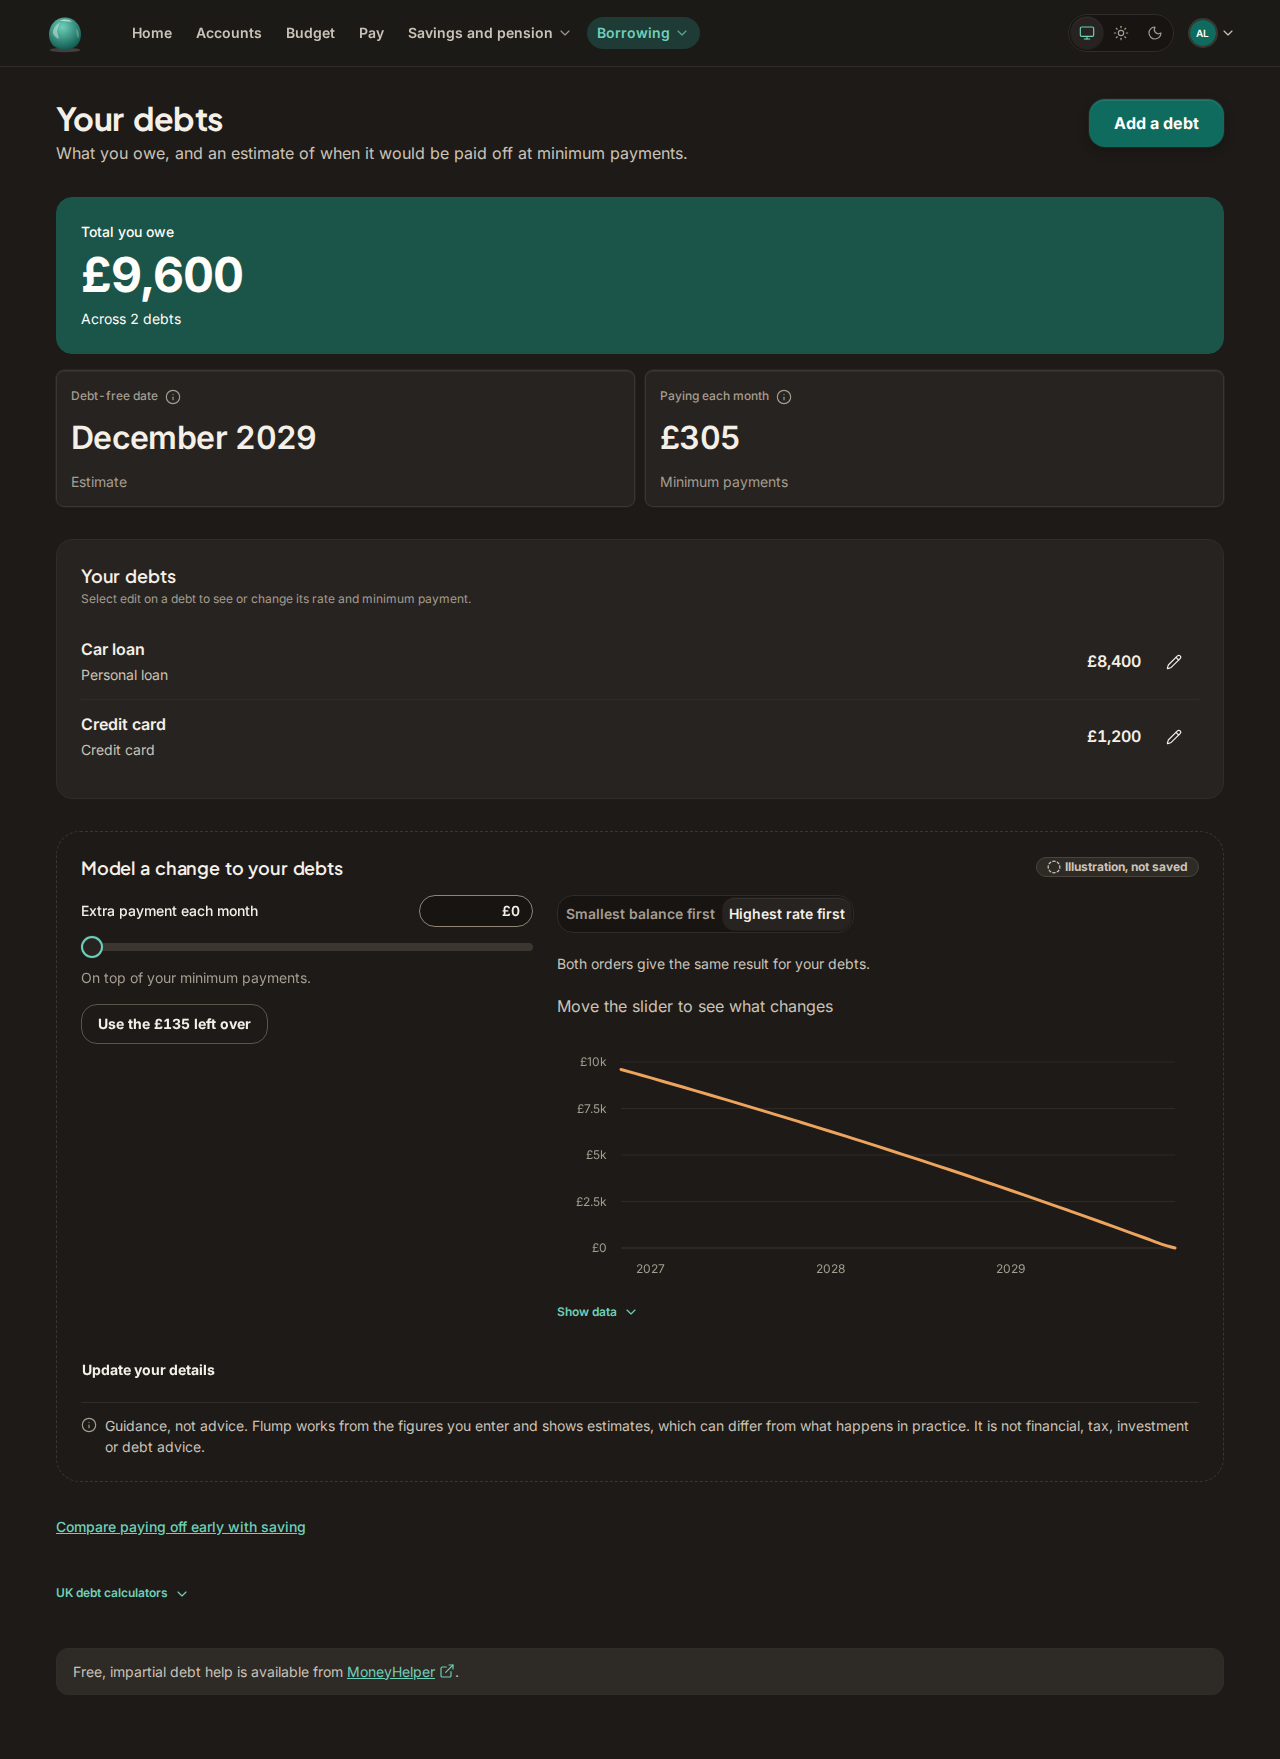 Home
Accounts
Budget
Pay
Savings and pension
Borrowing
AL
Your debts
What you owe, and an estimate of when it would be paid off at minimum payments.
Add a debt
Total you owe
£9,600
Across 2 debts
Debt-free date
December 2029
Estimate
Paying each month
£305
Minimum payments
Your debts
Select edit on a debt to see or change its rate and minimum payment.
Car loan
Personal loan
£8,400
Credit card
Credit card
£1,200
Model a change to your debts
Illustration, not saved
Extra payment each month
£0
On top of your minimum payments.
Use the £135 left over
Smallest balance first
Highest rate first
Both orders give the same result for your debts.
Move the slider to see what changes
£10k
£7.5k
£5k
£2.5k
£0
2027
2028
2029
Show data
Update your details
Guidance, not advice. Flump works from the figures you enter and shows estimates, which can differ from what happens in practice. It is not financial, tax, investment
or debt advice.
Compare paying off early with saving
UK debt calculators
Free, impartial debt help is available from MoneyHelper.